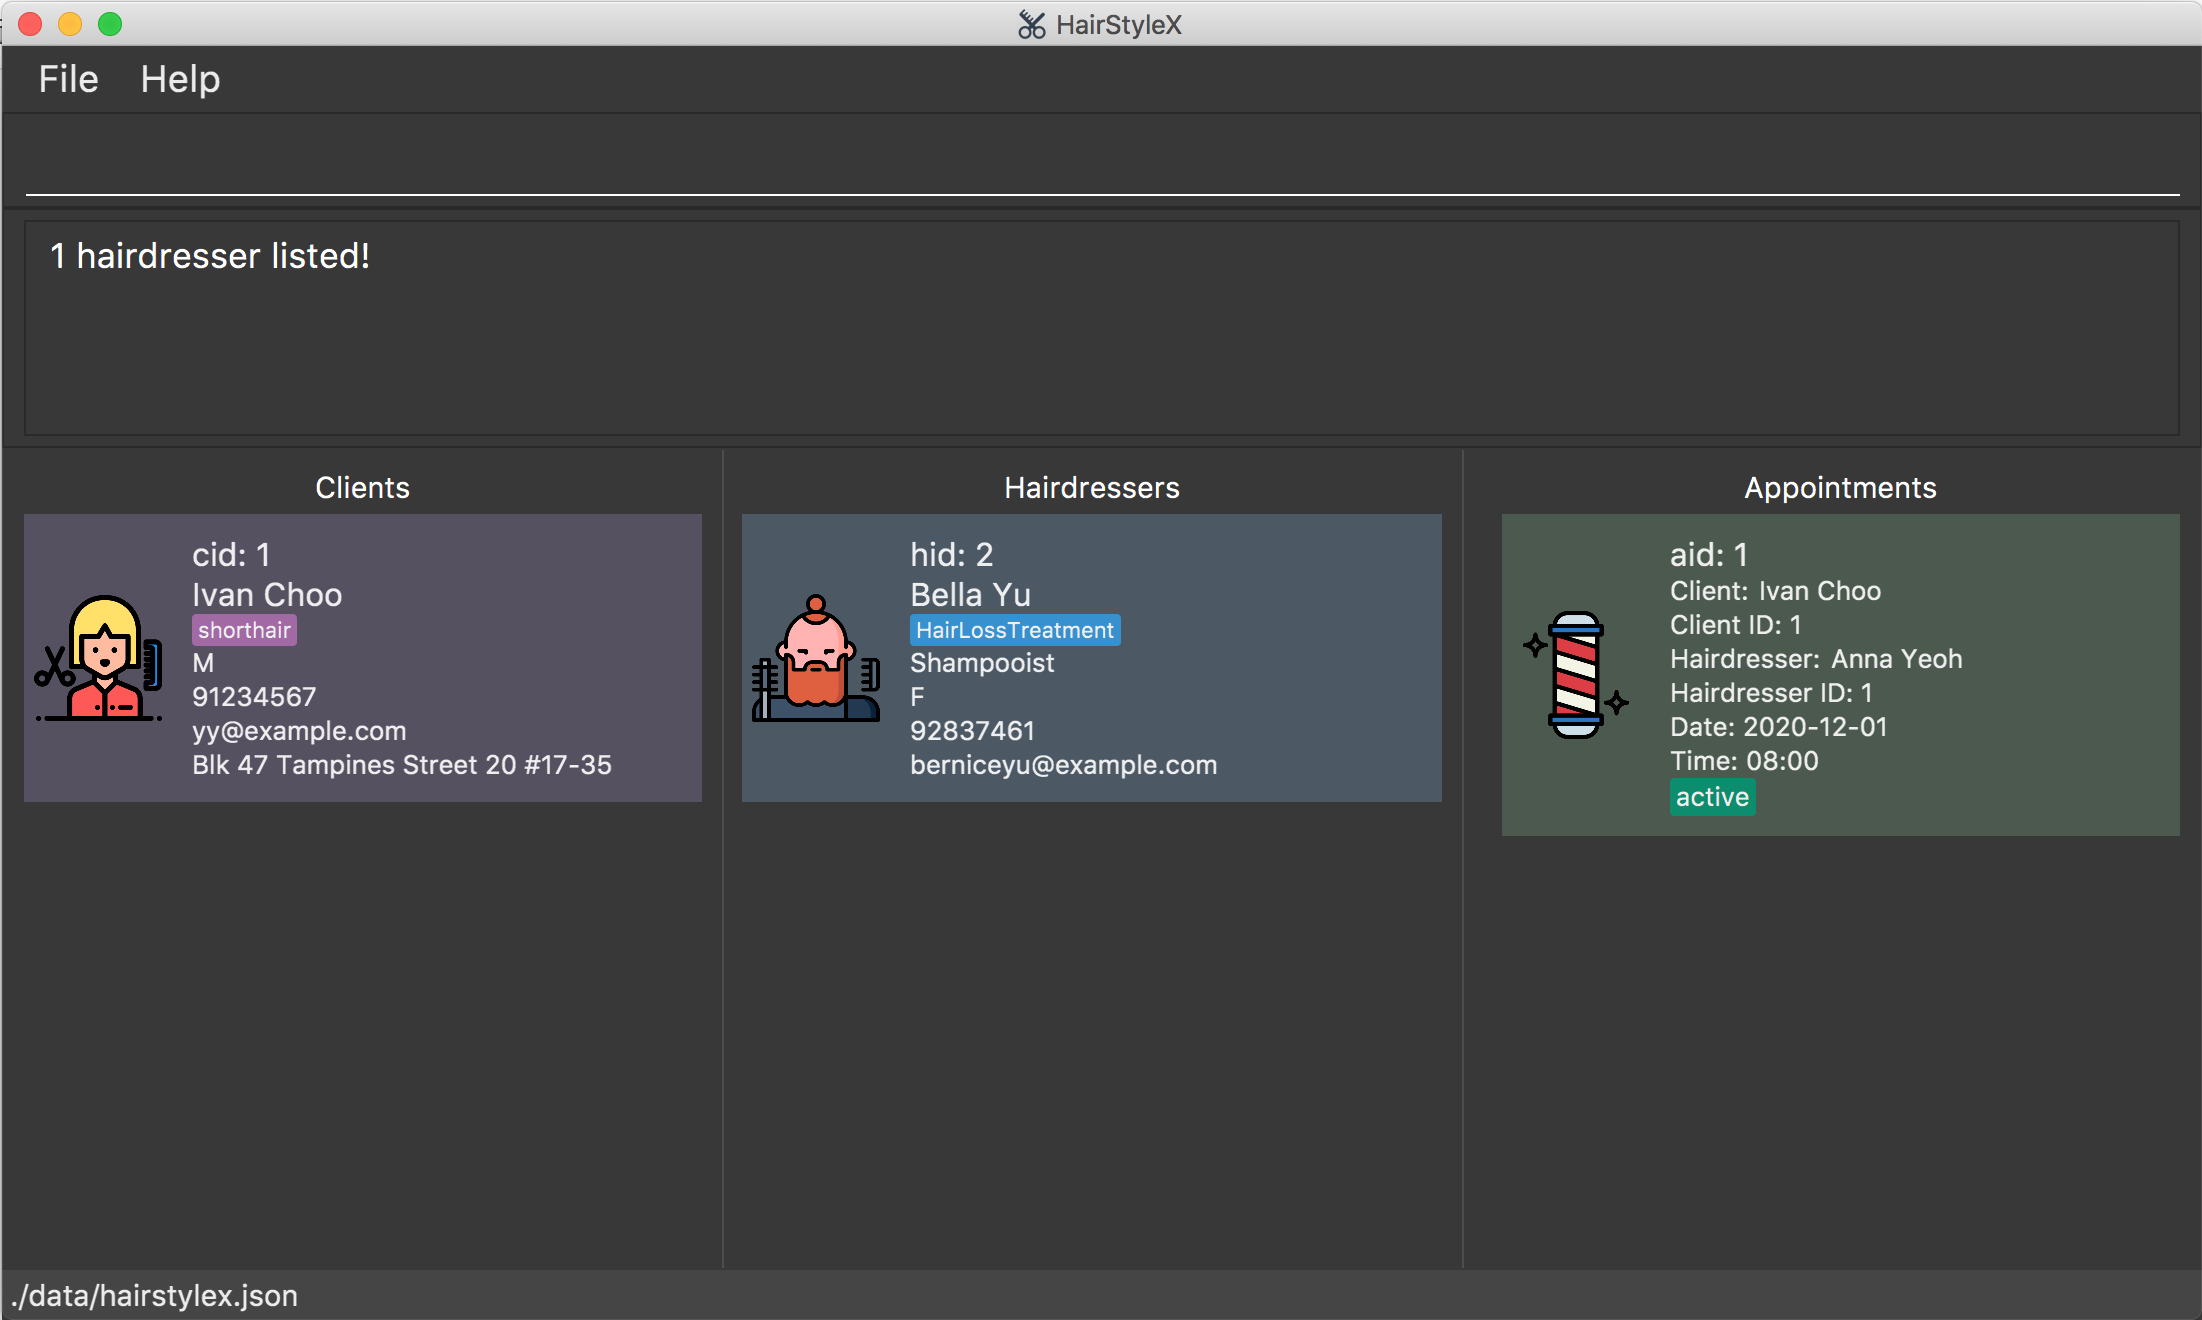 HairStyleX
File Help
1 hairdresser listed!
Clients
cid: 1
Ivan Choo
shorthair
M
91234567
yy@example.com
Blk 47 Tampines Street 20 #17-35
Hairdressers
hid: 2
Bella Yu
HairLossTreatment
Shampooist
F
92837461
berniceyu@example.com
Appointments
aid: 1
Client: Ivan Choo
Client ID: 1
Hairdresser: Anna Yeoh
Hairdresser ID: 1
Date: 2020-12-01
Time: 08:00
active
./data/hairstylex.json